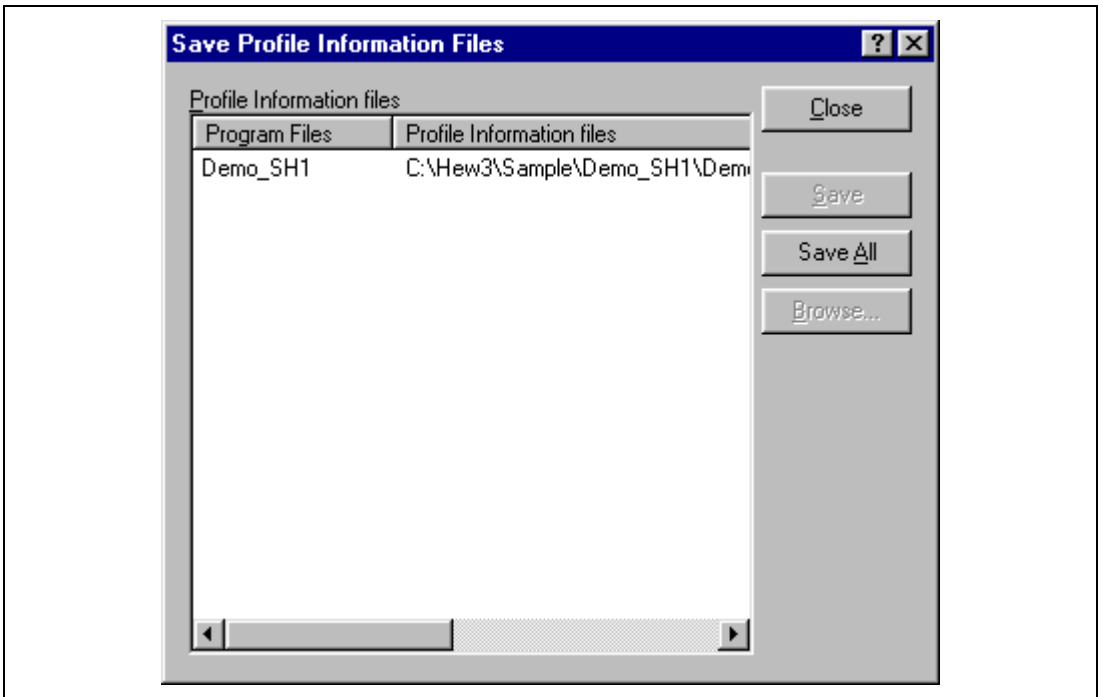 Save Profile Information Files
Profile Information files
Program Files Profile Information files
Demo_SH1 C:\Hew3\Sample\Demo_SH1\Dem
Close
Save
Save All
Browse...